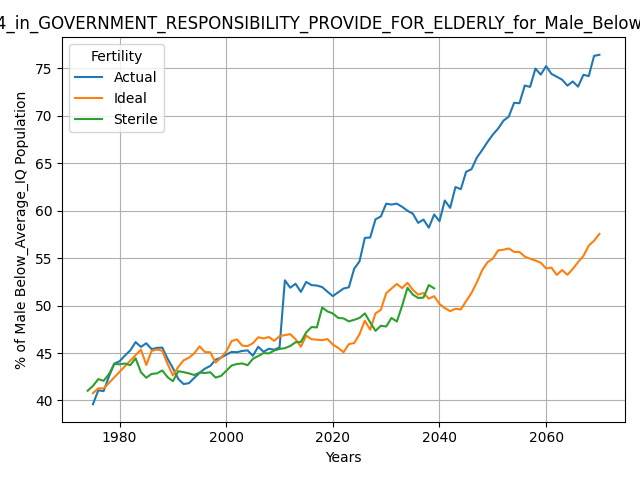 4_in_GOVERNMENT_RESPONSIBILITY_PROVIDE_FOR_ELDERLY_for_Male_Below
Fertility
Actual
Ideal
Sterile
% of Male Below_Average_IQ Population
75
70
65
60
55
50
45
40
1980 2000 2020 2040 2060
Years